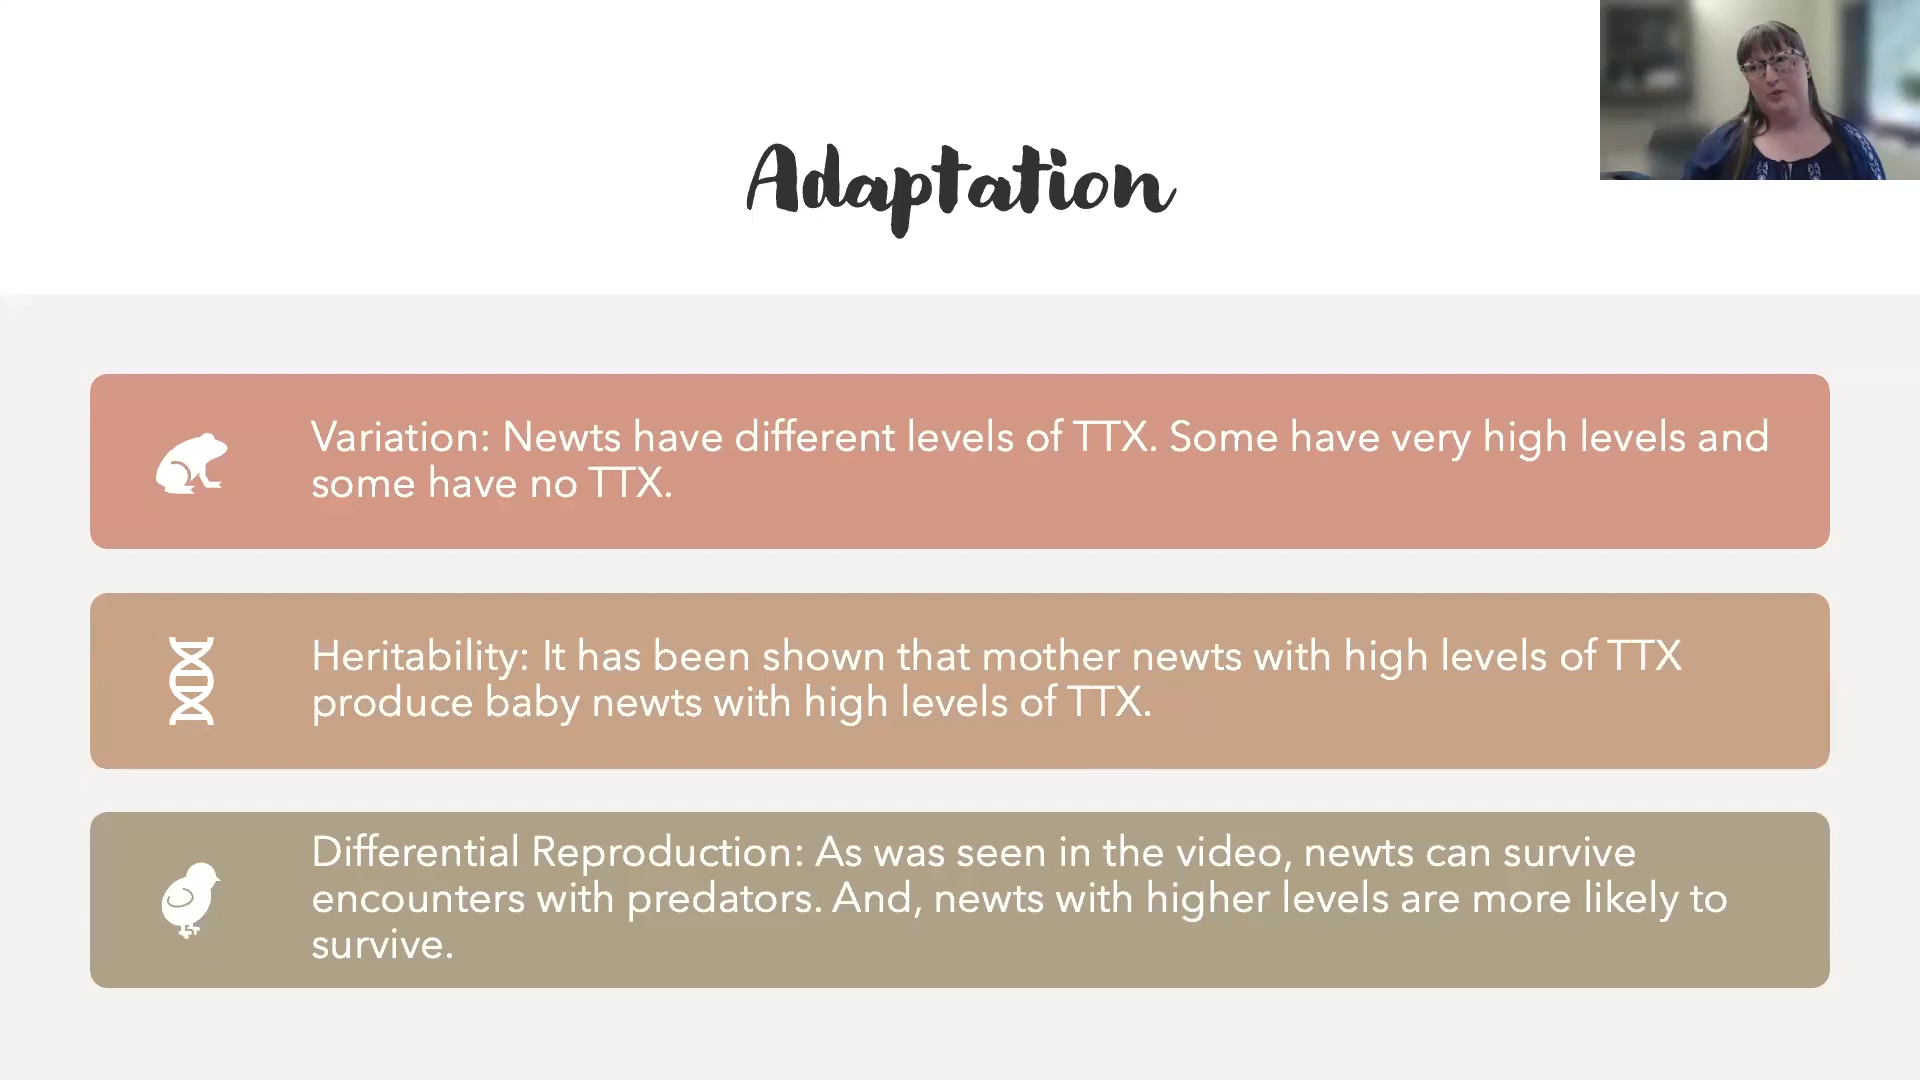 Adaptation
Variation: Newts have different levels of TTX. Some have very high levels and
some have no TTX.
Heritability: It has been shown that mother newts with high levels of TTX
produce baby newts with high levels of TTX.
Differential Reproduction: As was seen in the video, newts can survive
encounters with predators. And, newts with higher levels are more likely to
survive.